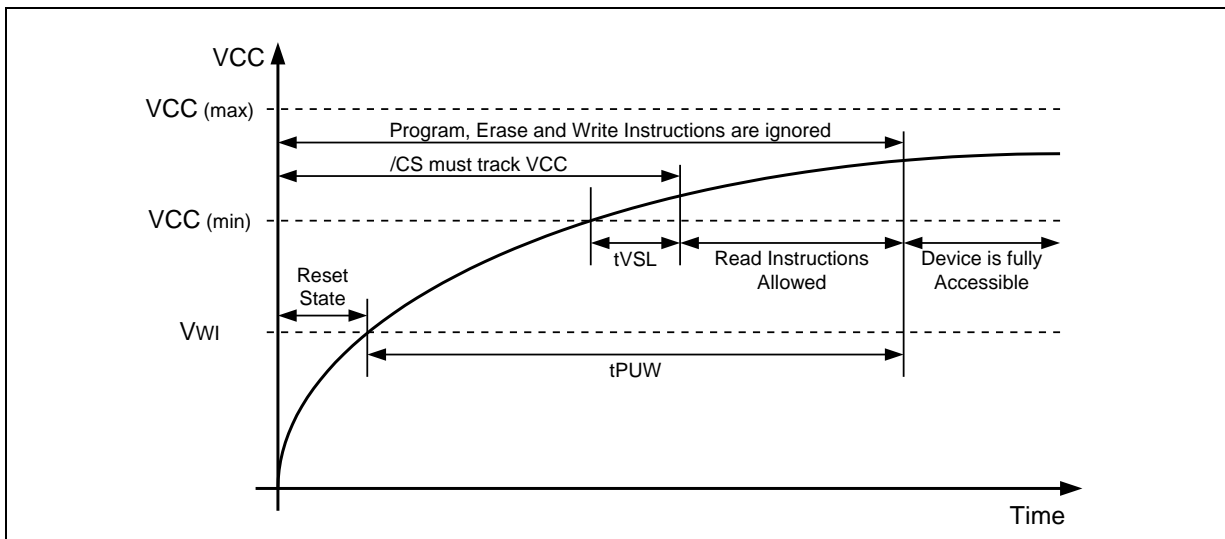 VCC
VCC (max)
Program, Erase and Write Instructions are ignored
/CS must track VCC
VCC (min)
tVSL
Read Instructions
Allowed
Device is fully
Accessible
Reset
State
VWI
tPUW
Time